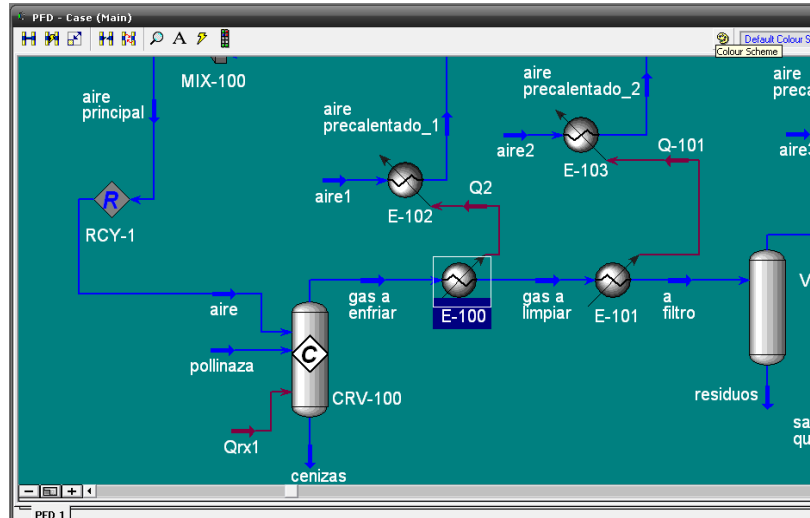 PFD - Case (Main)
A
Default Colour S
Colour Scheme
MIX-100
aire
principal
aire
precalentado_1
aire
precalentado_2
aire
preca
aire1
aire2
aire3
E-102
Q2
E-103
Q-101
R
RCY-1
aire
gas a
enfriar
E-100
gas a
limpiar
E-101
a
filtro
V
pollinaza
C
CRV-100
residuos
Qrx1
cenizas
sa
qu
PFD 1